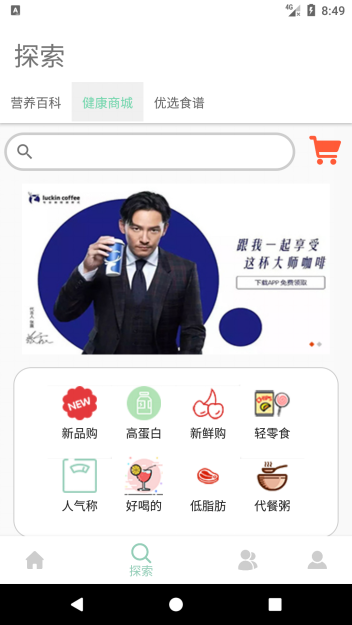 4G
8:49
探索
营养百科
健康商城
优选食谱
luckin coffee
跟我一起享受
这杯大师咖啡
下载APP 免费领取
NEW
CHIPS
新品购
高蛋白
新鲜购
轻零食
人气称
好喝的
低脂肪
代餐粥
探索